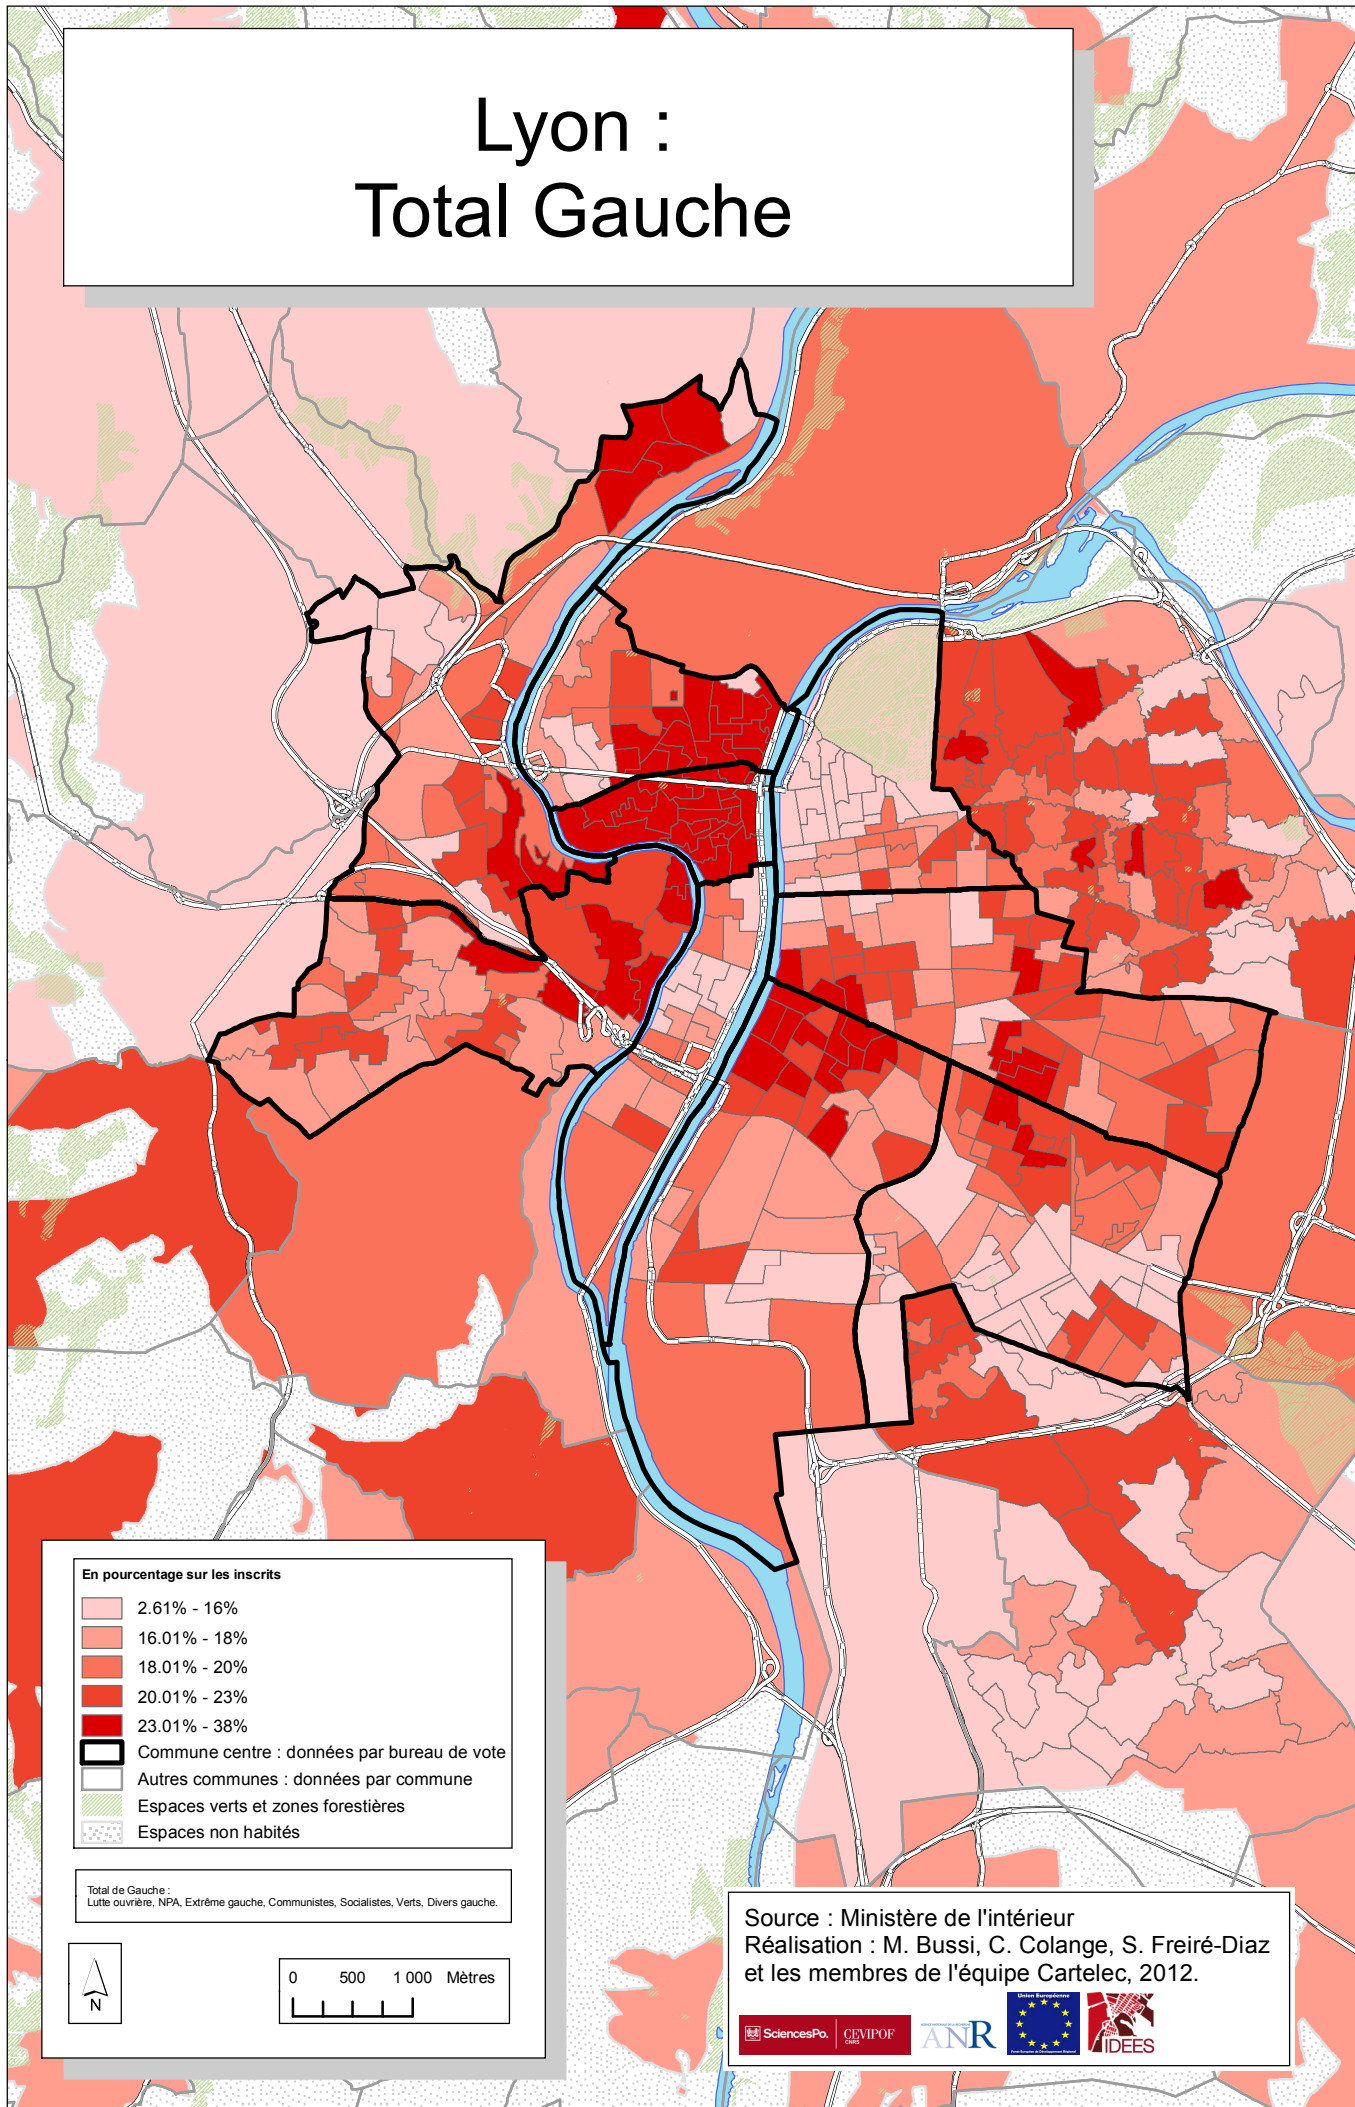 Lyon :
Total Gauche
En pourcentage sur les inscrits
2.61% - 16%
16.01% - 18%
18.01% - 20%
20.01% - 23%
23.01% - 38%
Commune centre : données par bureau de vote
Autres communes : données par commune
Espaces verts et zones forestières
Espaces non habités
Total de Gauche :
Lutte ouvrière, NPA, Extrême gauche, Communistes, Socialistes, Verts, Divers gauche.
N
0 500 1 000 Mètres
Source : Ministère de l'intérieur
Réalisation : M. Bussi, C. Colange, S. Freiré-Diaz
et les membres de l'équipe Cartelec, 2012.
SciencesPo. CEVIPOF
CNRS
ANR
Union Européenne
IDEES